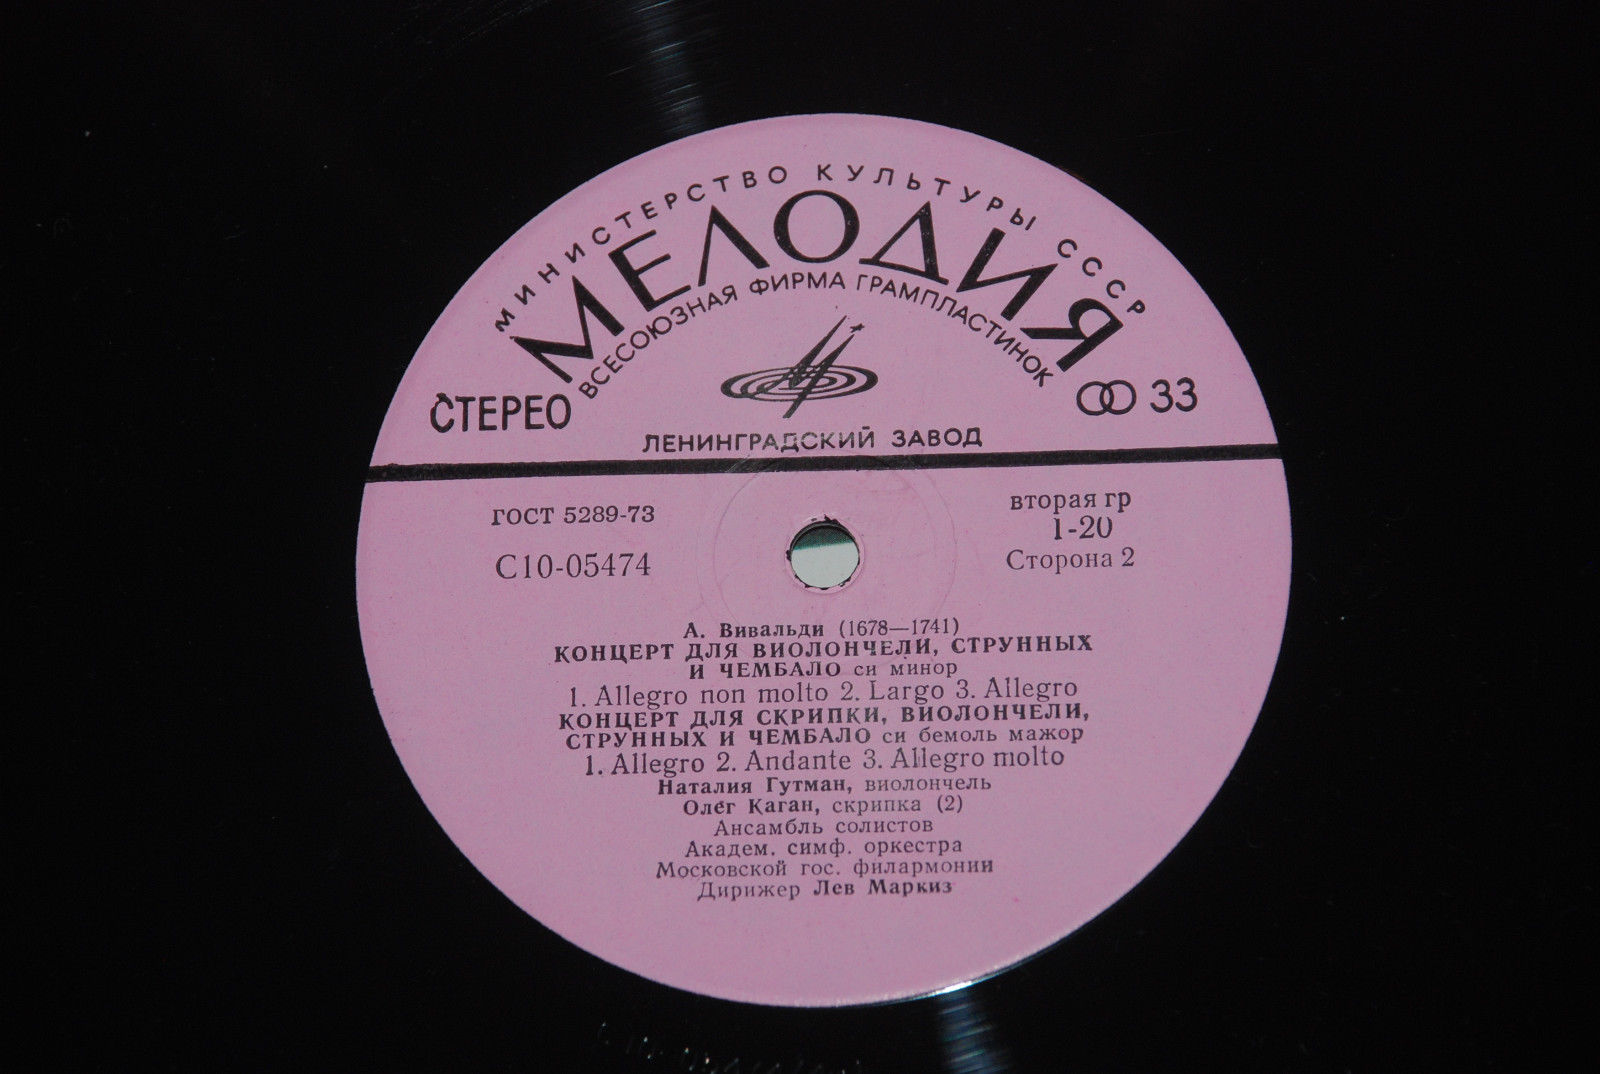 МИНИСТЕРСТВО КУЛЬТУРЫ СССР
МЕЛОДИЯ
ВСЕСОЮЗНАЯ ФИРМА ГРАМПЛАСТИНОК
СТЕРЕО
33
ЛЕНИНГРАДСКИЙ ЗАВОД
ГОСТ 5289-73
С10-05474
вторая гр
1-20
Сторона 2
А. Вивальди (1678—1741)
КОНЦЕРТ ДЛЯ ВИОЛОНЧЕЛИ, СТРУННЫХ
И ЧЕМБАЛО си минор
1. Allegro non molto 2. Largo 3. Allegro
КОНЦЕРТ ДЛЯ СКРИПКИ, ВИОЛОНЧЕЛИ,
СТРУННЫХ И ЧЕМБАЛО си бемоль мажор
1. Allegro 2. Andante 3. Allegro molto
Наталия Гутман, виолончель
Олег Каган, скрипка (2)
Ансамбль солистов
Академ. симф. оркестра
Московской гос. филармонии
Дирижер Лев Маркиз